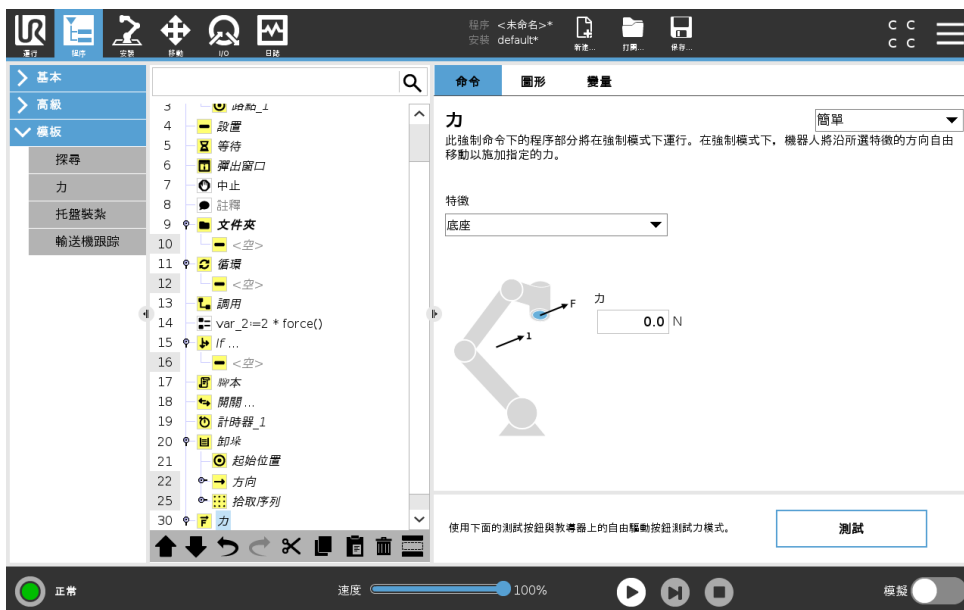 程序 <未命名>*
安裝 default*
運行
程序
安裝
移動
I/O
日誌
新建...
打開...
保存...
C C
C C
基本
高級
模板
探尋
力
托盤裝紮
輸送機跟踪
3 路點_1
4 設置
5 等待
6 彈出窗口
7 中止
8 註釋
9 文件夾
10 <空>
11 循環
12 <空>
13 調用
14 var_2:=2 * force()
15 If ...
16 <空>
17 腳本
18 開關 ...
19 計時器_1
20 卸垛
21 起始位置
22 方向
25 拾取序列
30 力
命令 圖形 變量
力
簡單
此強制命令下的程序部分將在強制模式下運行。在強制模式下，機器人將沿所選特徵的方向自由
移動以施加指定的力。
特徵
底座
F
1
力
0.0 N
使用下面的測試按鈕與教導器上的自由驅動按鈕測試力模式。
測試
正常
速度 100%
模擬